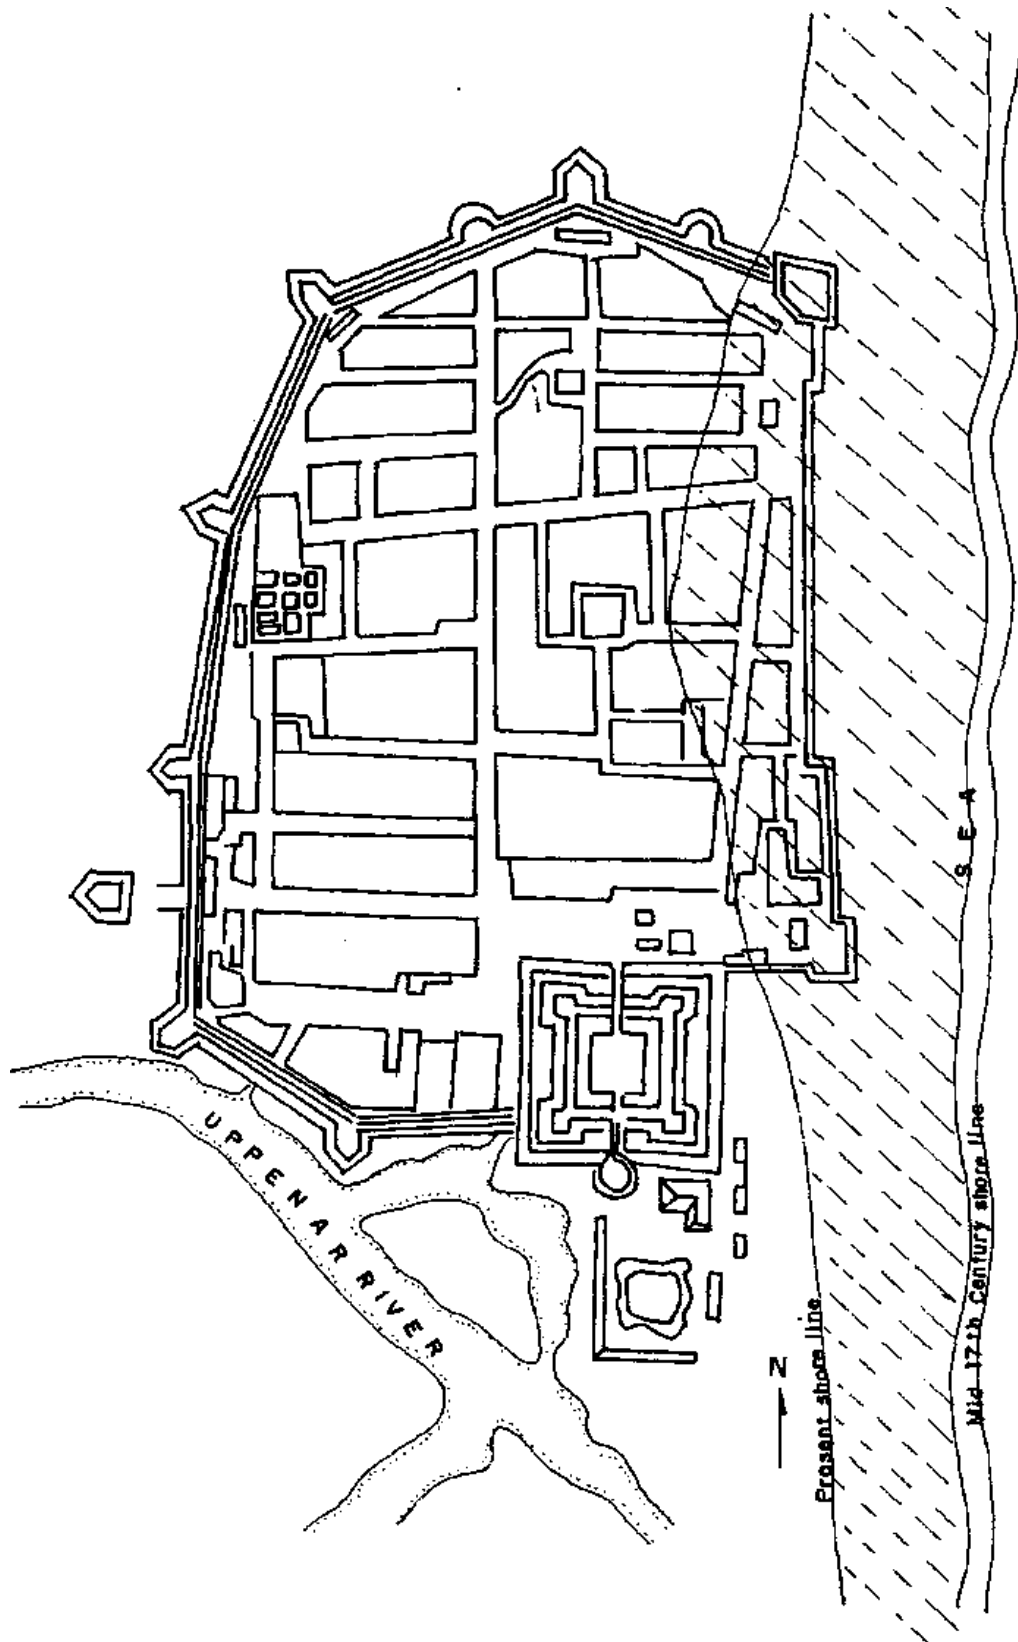 SEA
UPPENAR RIVER
N
Present shore line
Mid 17th Century shore line